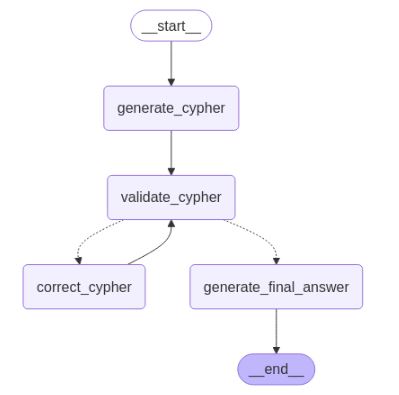 __start__
generate_cypher
validate_cypher
correct_cypher
generate_final_answer
__end__